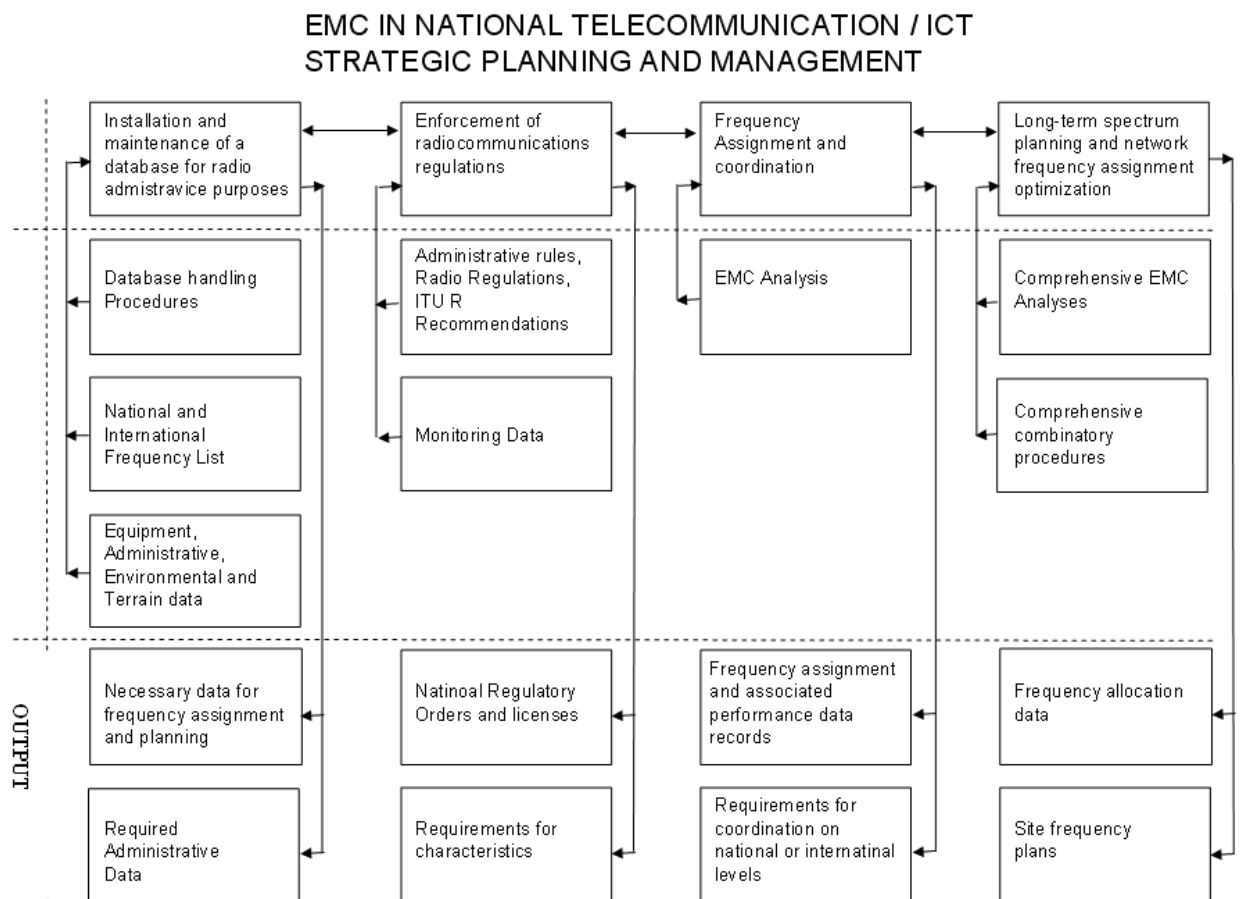 EMC IN NATIONAL TELECOMMUNICATION / ICT
STRATEGIC PLANNING AND MANAGEMENT
Installation and
maintenance of a
database for radio
admistravice purposes
Enforcement of
radiocommunications
regulations
Frequency
Assignment and
coordination
Long-term spectrum
planning and network
frequency assignment
optimization
Database handling
Procedures
Administrative rules,
Radio Regulations,
ITU R
Recommendations
EMC Analysis
Comprehensive EMC
Analyses
National and
International
Frequency List
Monitoring Data
Comprehensive
combinatory
procedures
Equipment,
Administrative,
Environmental and
Terrain data
OUTPUT
Necessary data for
frequency assignment
and planning
Natinoal Regulatory
Orders and licenses
Frequency assignment
and associated
performance data
records
Frequency allocation
data
Required
Administrative
Data
Requirements for
characteristics
Requirements for
coordination on
national or internatinal
levels
Site frequency
plans